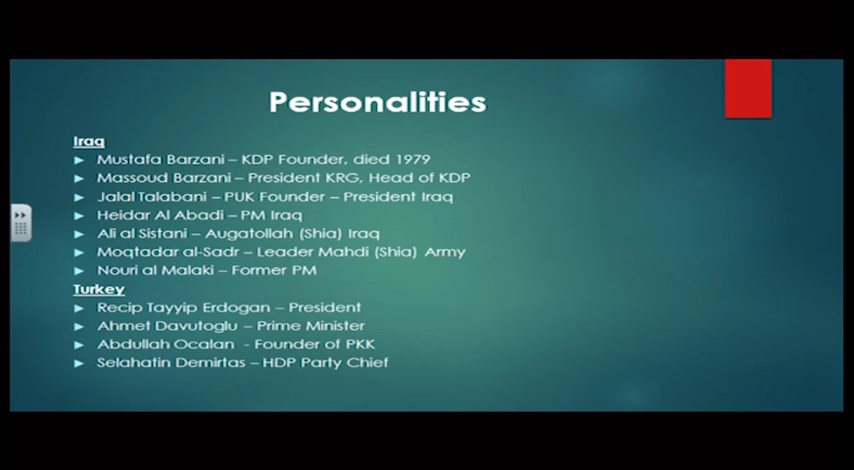 Personalities
Iraq
► Mustafa Barzani – KDP Founder, died 1979
► Massoud Barzani – President KRG, Head of KDP
► Jalal Talabani – PUK Founder – President Iraq
► Heidar Al Abadi – PM Iraq
► Ali al Sistani – Augatollah (Shia) Iraq
► Moqtadar al-Sadr – Leader Mahdi (Shia) Army
► Nouri al Malaki – Former PM
Turkey
► Recip Tayyip Erdogan – President
► Ahmet Davutoglu – Prime Minister
► Abdullah Ocalan - Founder of PKK
► Selahatin Demirtas – HDP Party Chief